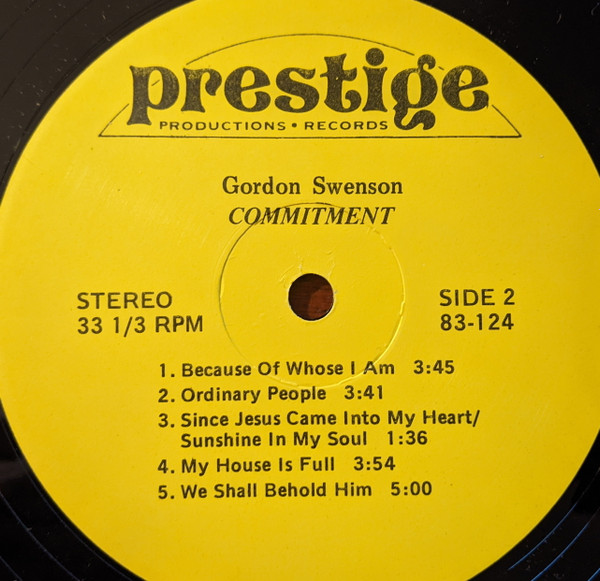 prestige
PRODUCTIONS • RECORDS
Gordon Swenson
COMMITMENT
STEREO
33 1/3 RPM
SIDE 2
83-124
1. Because Of Whose I Am 3:45
2. Ordinary People 3:41
3. Since Jesus Came Into My Heart/
Sunshine In My Soul 1:36
4. My House Is Full 3:54
5. We Shall Behold Him 5:00